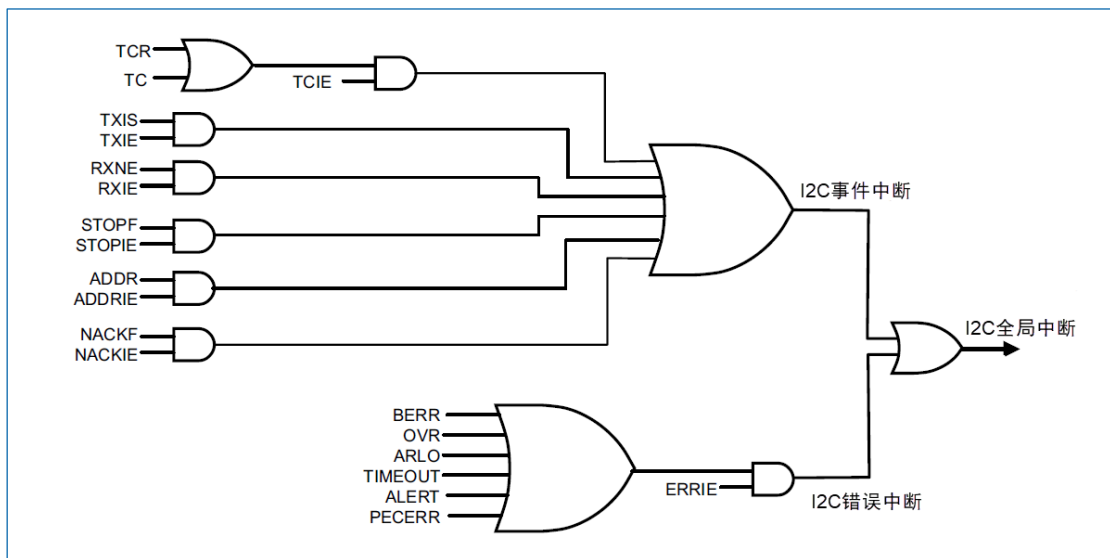 TCR
TC
TCIE
TXIS
TXIE
RXNE
RXIE
STOPF
STOPIE
ADDR
ADDRIE
NACKF
NACKIE
I2C事件中断
I2C全局中断
BERR
OVR
ARLO
TIMEOUT
ALERT
PECERR
ERRIE
I2C错误中断